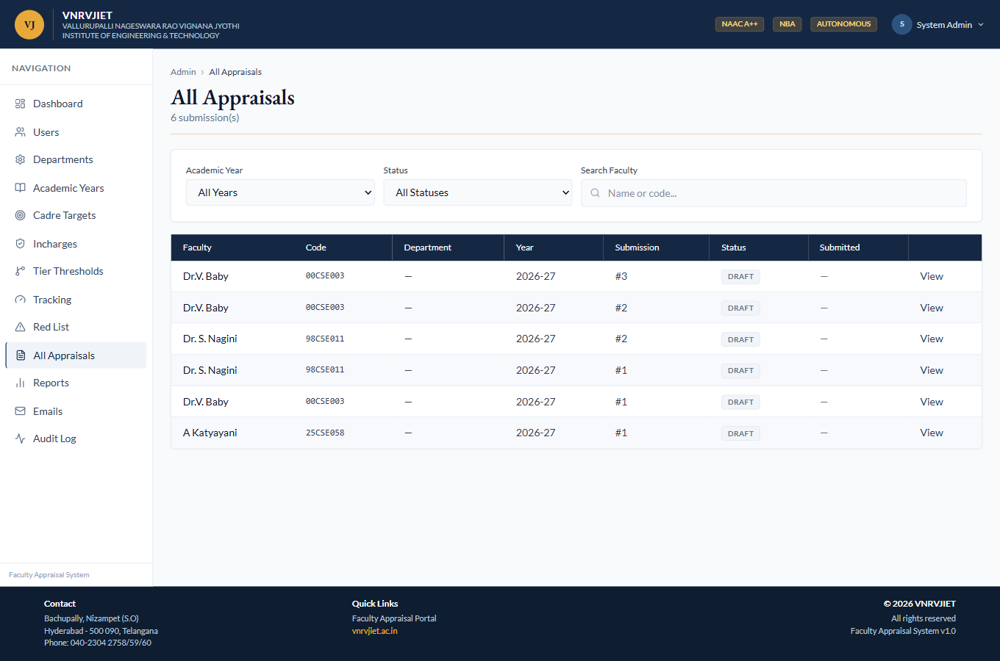 VJ
VNRVJIET
VALLURUPALLI NAGESWARA RAO VIGNANA JYOTHI
INSTITUTE OF ENGINEERING & TECHNOLOGY
NAAC A++
NBA
AUTONOMOUS
S
System Admin
NAVIGATION
Dashboard
Users
Departments
Academic Years
Cadre Targets
Incharges
Tier Thresholds
Tracking
Red List
All Appraisals
Reports
Emails
Audit Log
Faculty Appraisal System
Admin › All Appraisals
All Appraisals
6 submission(s)
Academic Year
All Years
Status
All Statuses
Search Faculty
Name or code...
Faculty Code Department Year Submission Status Submitted
Dr.V. Baby 00CSE003 — 2026-27 #3 DRAFT — View
Dr.V. Baby 00CSE003 — 2026-27 #2 DRAFT — View
Dr. S. Nagini 98CSE011 — 2026-27 #2 DRAFT — View
Dr. S. Nagini 98CSE011 — 2026-27 #1 DRAFT — View
Dr.V. Baby 00CSE003 — 2026-27 #1 DRAFT — View
A Katyayani 25CSE058 — 2026-27 #1 DRAFT — View
Contact
Bachupally, Nizampet (S.O)
Hyderabad - 500 090, Telangana
Phone: 040-2304 2758/59/60
Quick Links
Faculty Appraisal Portal
vnrvjiet.ac.in
© 2026 VNRVJIET
All rights reserved
Faculty Appraisal System v1.0